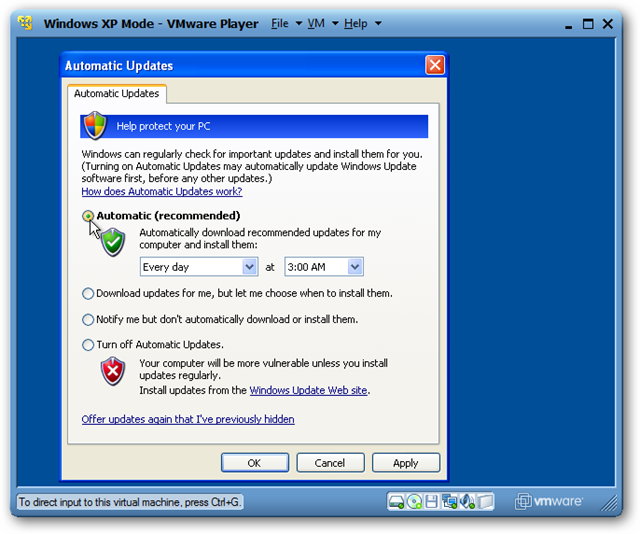 Windows XP Mode - VMware Player File VM Help
Automatic Updates
Automatic Updates
Help protect your PC
Windows can regularly check for important updates and install them for you.
(Turning on Automatic Updates may automatically update Windows Update
software first, before any other updates.)
How does Automatic Updates work?
Automatic (recommended)
Automatically download recommended updates for my
computer and install them:
Every day at 3:00 AM
Download updates for me, but let me choose when to install them.
Notify me but don't automatically download or install them.
Turn off Automatic Updates.
Your computer will be more vulnerable unless you install
updates regularly.
Install updates from the Windows Update Web site.
Offer updates again that I've previously hidden
OK Cancel Apply
To direct input to this virtual machine, press Ctrl+G. vmware